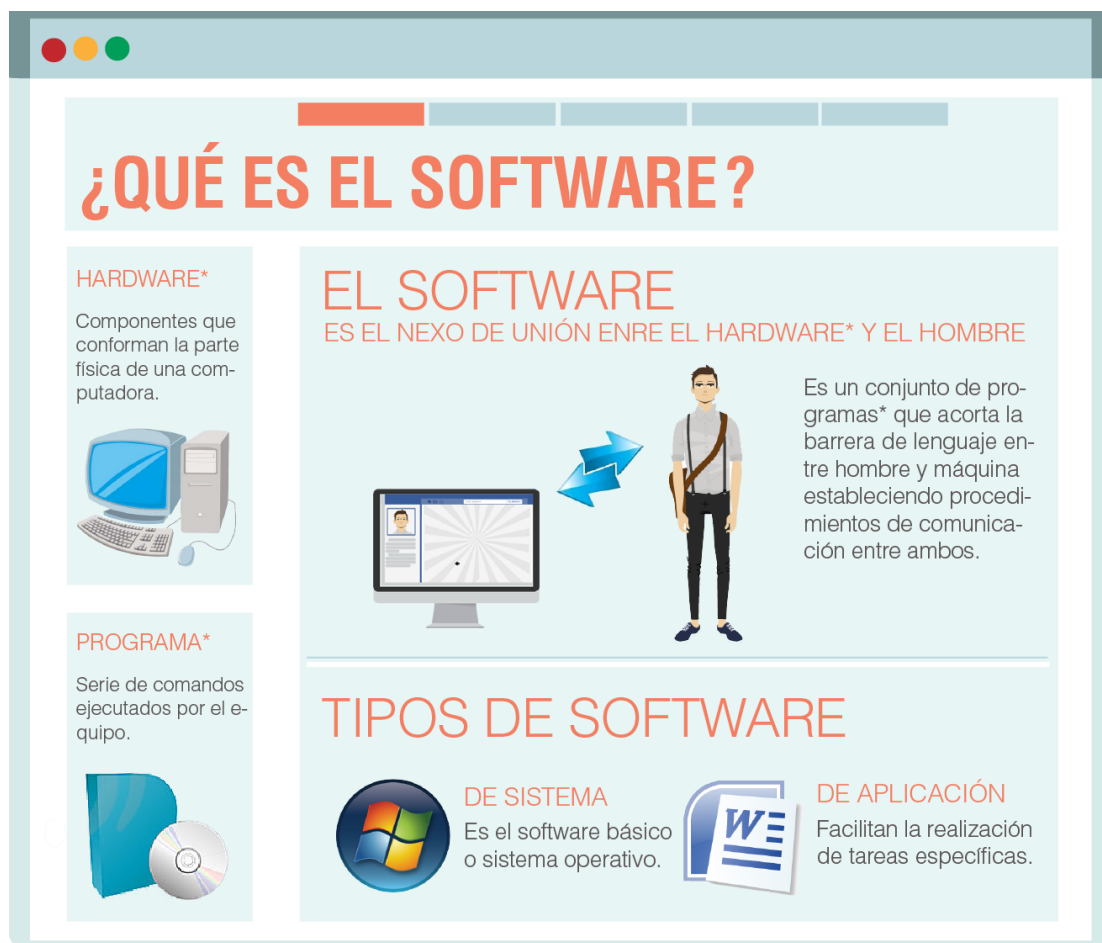 ¿QUÉ ES EL SOFTWARE?
HARDWARE*
Componentes que
conforman la parte
física de una com-
putadora.
PROGRAMA*
Serie de comandos
ejecutados por el e-
quipo.
EL SOFTWARE
ES EL NEXO DE UNIÓN ENRE EL HARDWARE* Y EL HOMBRE
Es un conjunto de pro-
gramas* que acorta la
barrera de lenguaje en-
tre hombre y máquina
estableciendo procedi-
mientos de comunica-
ción entre ambos.
TIPOS DE SOFTWARE
DE SISTEMA
Es el software básico
o sistema operativo.
W
DE APLICACIÓN
Facilitan la realización
de tareas específicas.